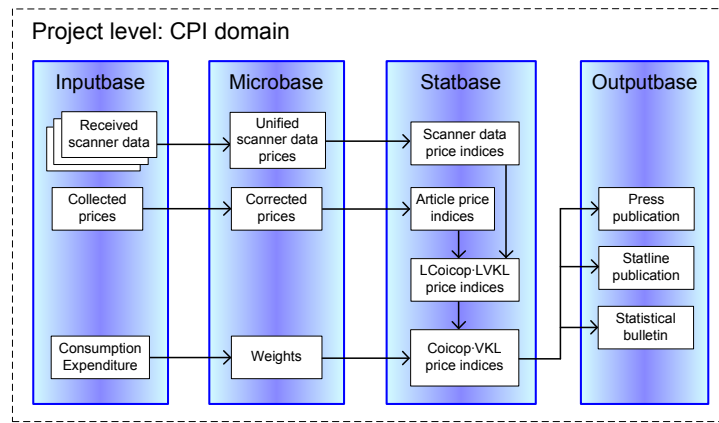 Project level: CPI domain
Inputbase
Microbase
Statbase
Outputbase
Received
scanner data
Unified
scanner data
prices
Scanner data
price indices
Collected
prices
Corrected prices
Article price
indices
Press
publication
LCoicop·LVKL
price indices
Statline
publication
Consumption
Expenditure
Weights
Coicop·VKL
price indices
Statistical
bulletin